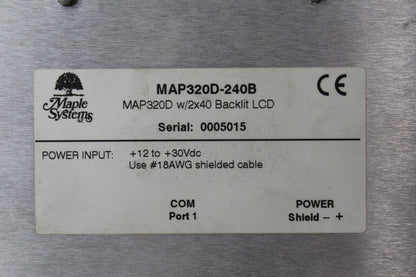 Maple
Systems
MAP320D-240B
MAP320D w/2x40 Backlit LCD
CE
Serial: 0005015
POWER INPUT: +12 to +30Vdc
Use #18AWG shielded cable
COM
Port 1
POWER
Shield – +